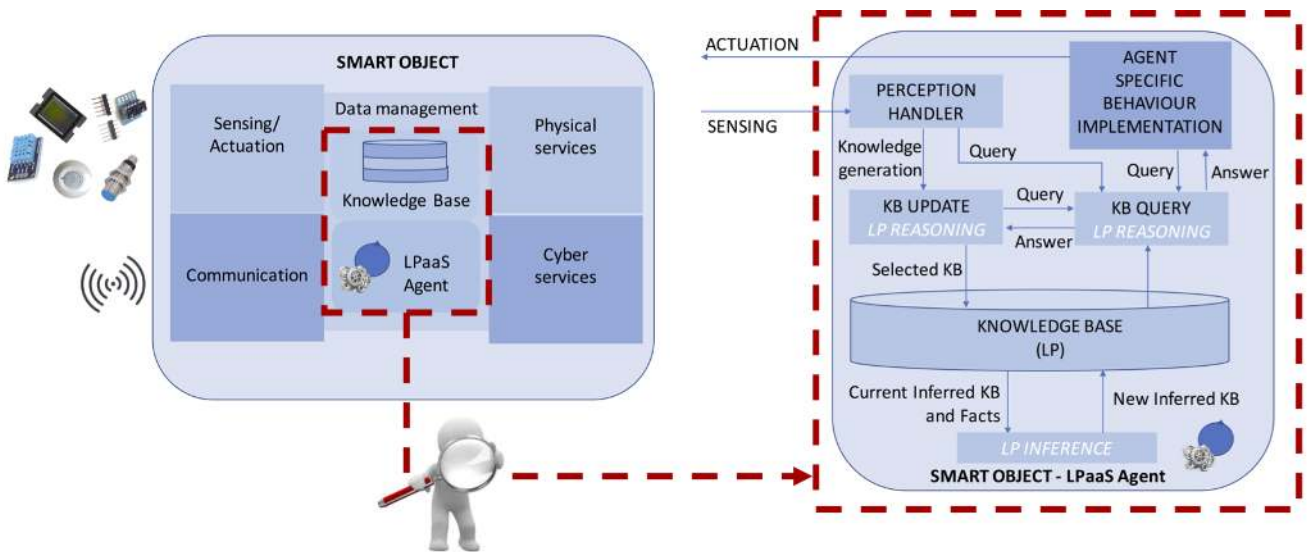 SMART OBJECT
Data management
Sensing/
Actuation
Physical
services
Knowledge Base
Communication
LPaaS
Agent
Cyber
services
ACTUATION
SENSING
AGENT
SPECIFIC
BEHAVIOUR
IMPLEMENTATION
PERCEPTION
HANDLER
Knowledge
generation
Query
Query
Answer
KB UPDATE
LP REASONING
Query
Answer
KB QUERY
LP REASONING
Selected KB
KNOWLEDGE BASE
(LP)
Current Inferred KB
and Facts
New Inferred KB
LP INFERENCE
SMART OBJECT - LPaaS Agent